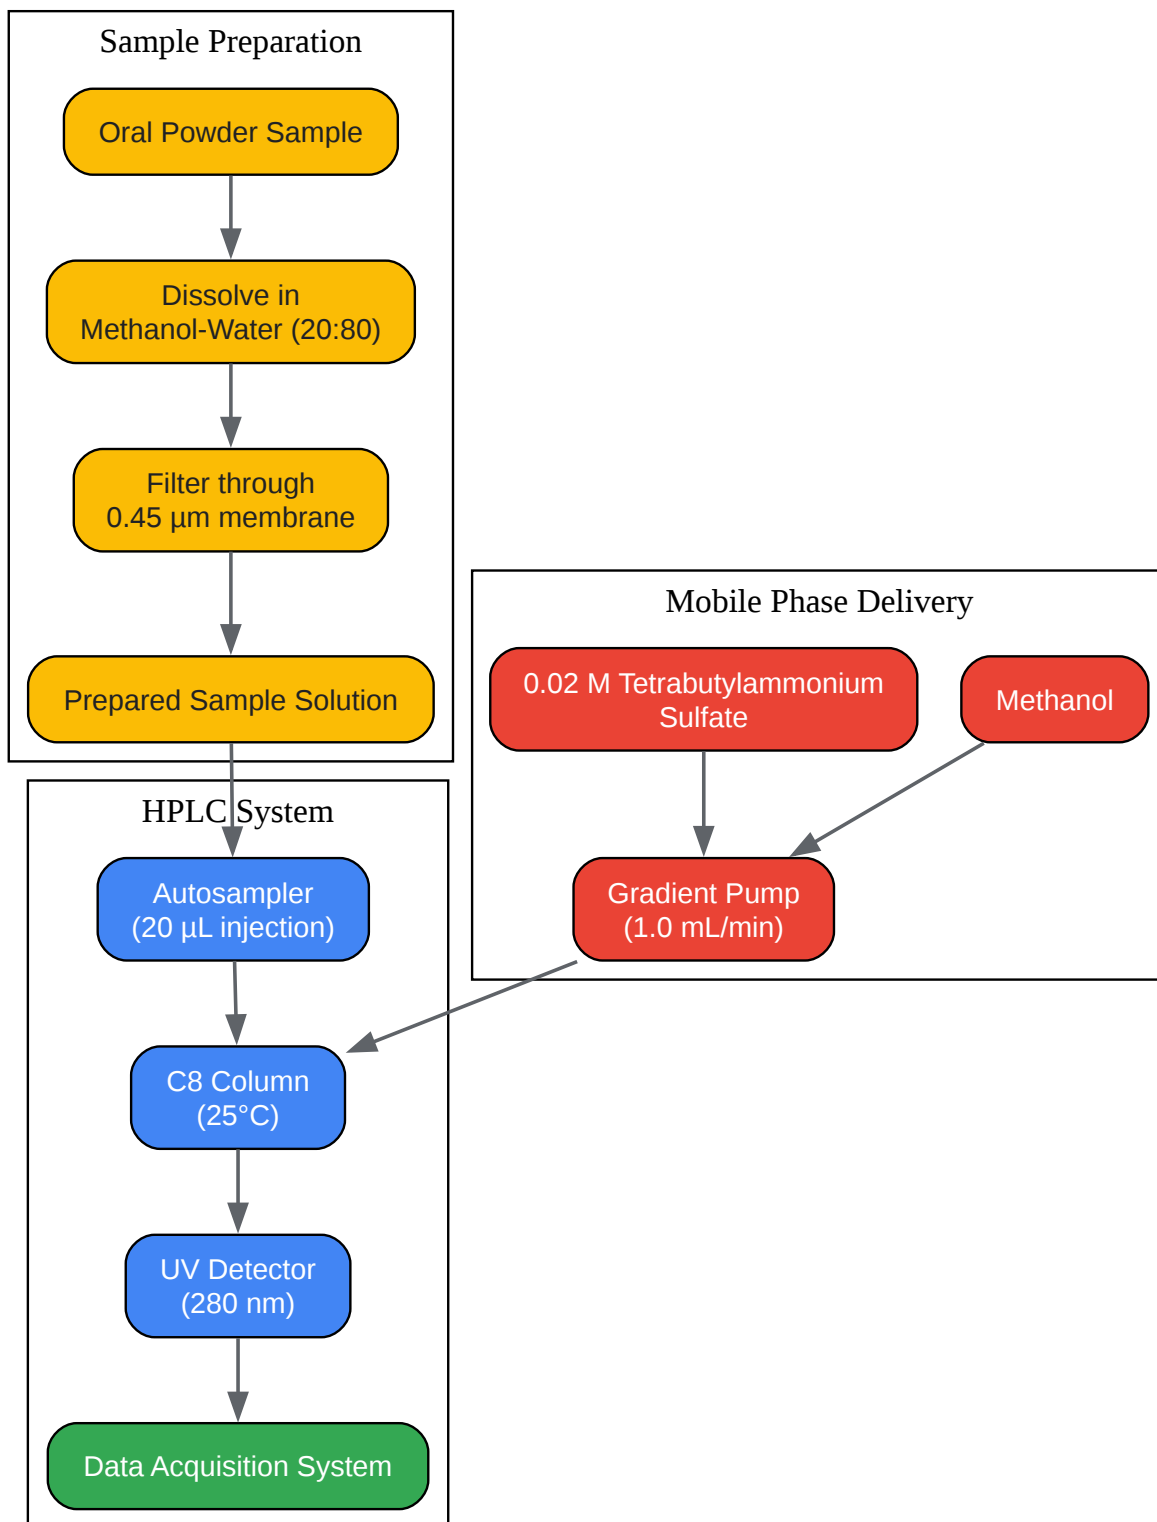 Sample Preparation
Oral Powder Sample
Dissolve in
Methanol-Water (20:80)
Filter through
0.45 µm membrane
Prepared Sample Solution
Mobile Phase Delivery
0.02 M Tetrabutylammonium
Sulfate
Methanol
Gradient Pump
(1.0 mL/min)
HPLC System
Autosampler
(20 µL injection)
C8 Column
(25°C)
UV Detector
(280 nm)
Data Acquisition System